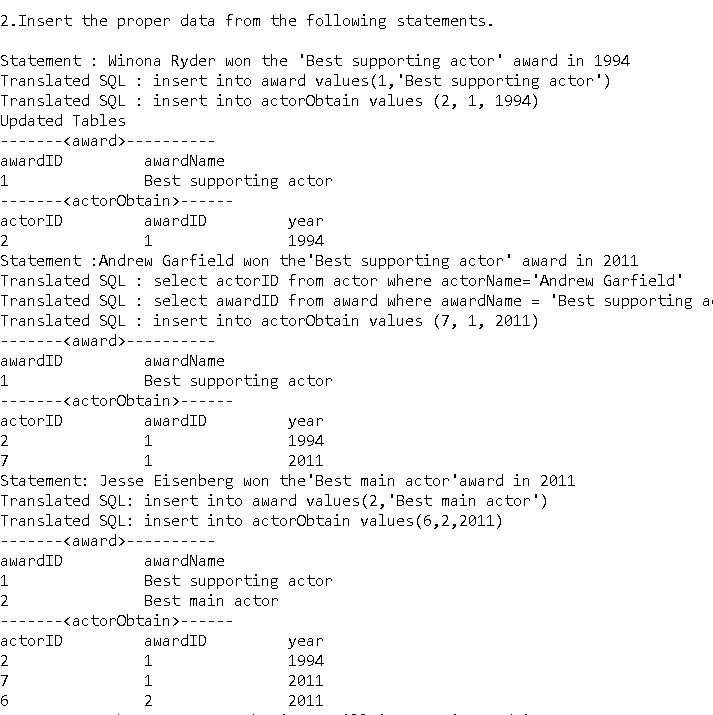 2.Insert the proper data from the following statements.
Statement : Winona Ryder won the 'Best supporting actor' award in 1994
Translated SQL : insert into award values(1,'Best supporting actor')
Translated SQL : insert into actorObtain values (2, 1, 1994)
Updated Tables
-------<award>----------
awardID awardName
1 Best supporting actor
-------<actorObtain>------
actorID awardID year
2 1 1994
Statement :Andrew Garfield won the'Best supporting actor' award in 2011
Translated SQL : select actorID from actor where actorName='Andrew Garfield'
Translated SQL : select awardID from award where awardName = 'Best supporting
Translated SQL : insert into actorObtain values (7, 1, 2011)
-------<award>----------
awardID awardName
1 Best supporting actor
-------<actorObtain>------
actorID awardID year
2 1 1994
7 1 2011
Statement: Jesse Eisenberg won the'Best main actor'award in 2011
Translated SQL: insert into award values(2,'Best main actor')
Translated SQL: insert into actorObtain values(6,2,2011)
-------<award>----------
awardID awardName
1 Best supporting actor
2 Best main actor
-------<actorObtain>------
actorID awardID year
2 1 1994
7 1 2011
6 2 2011